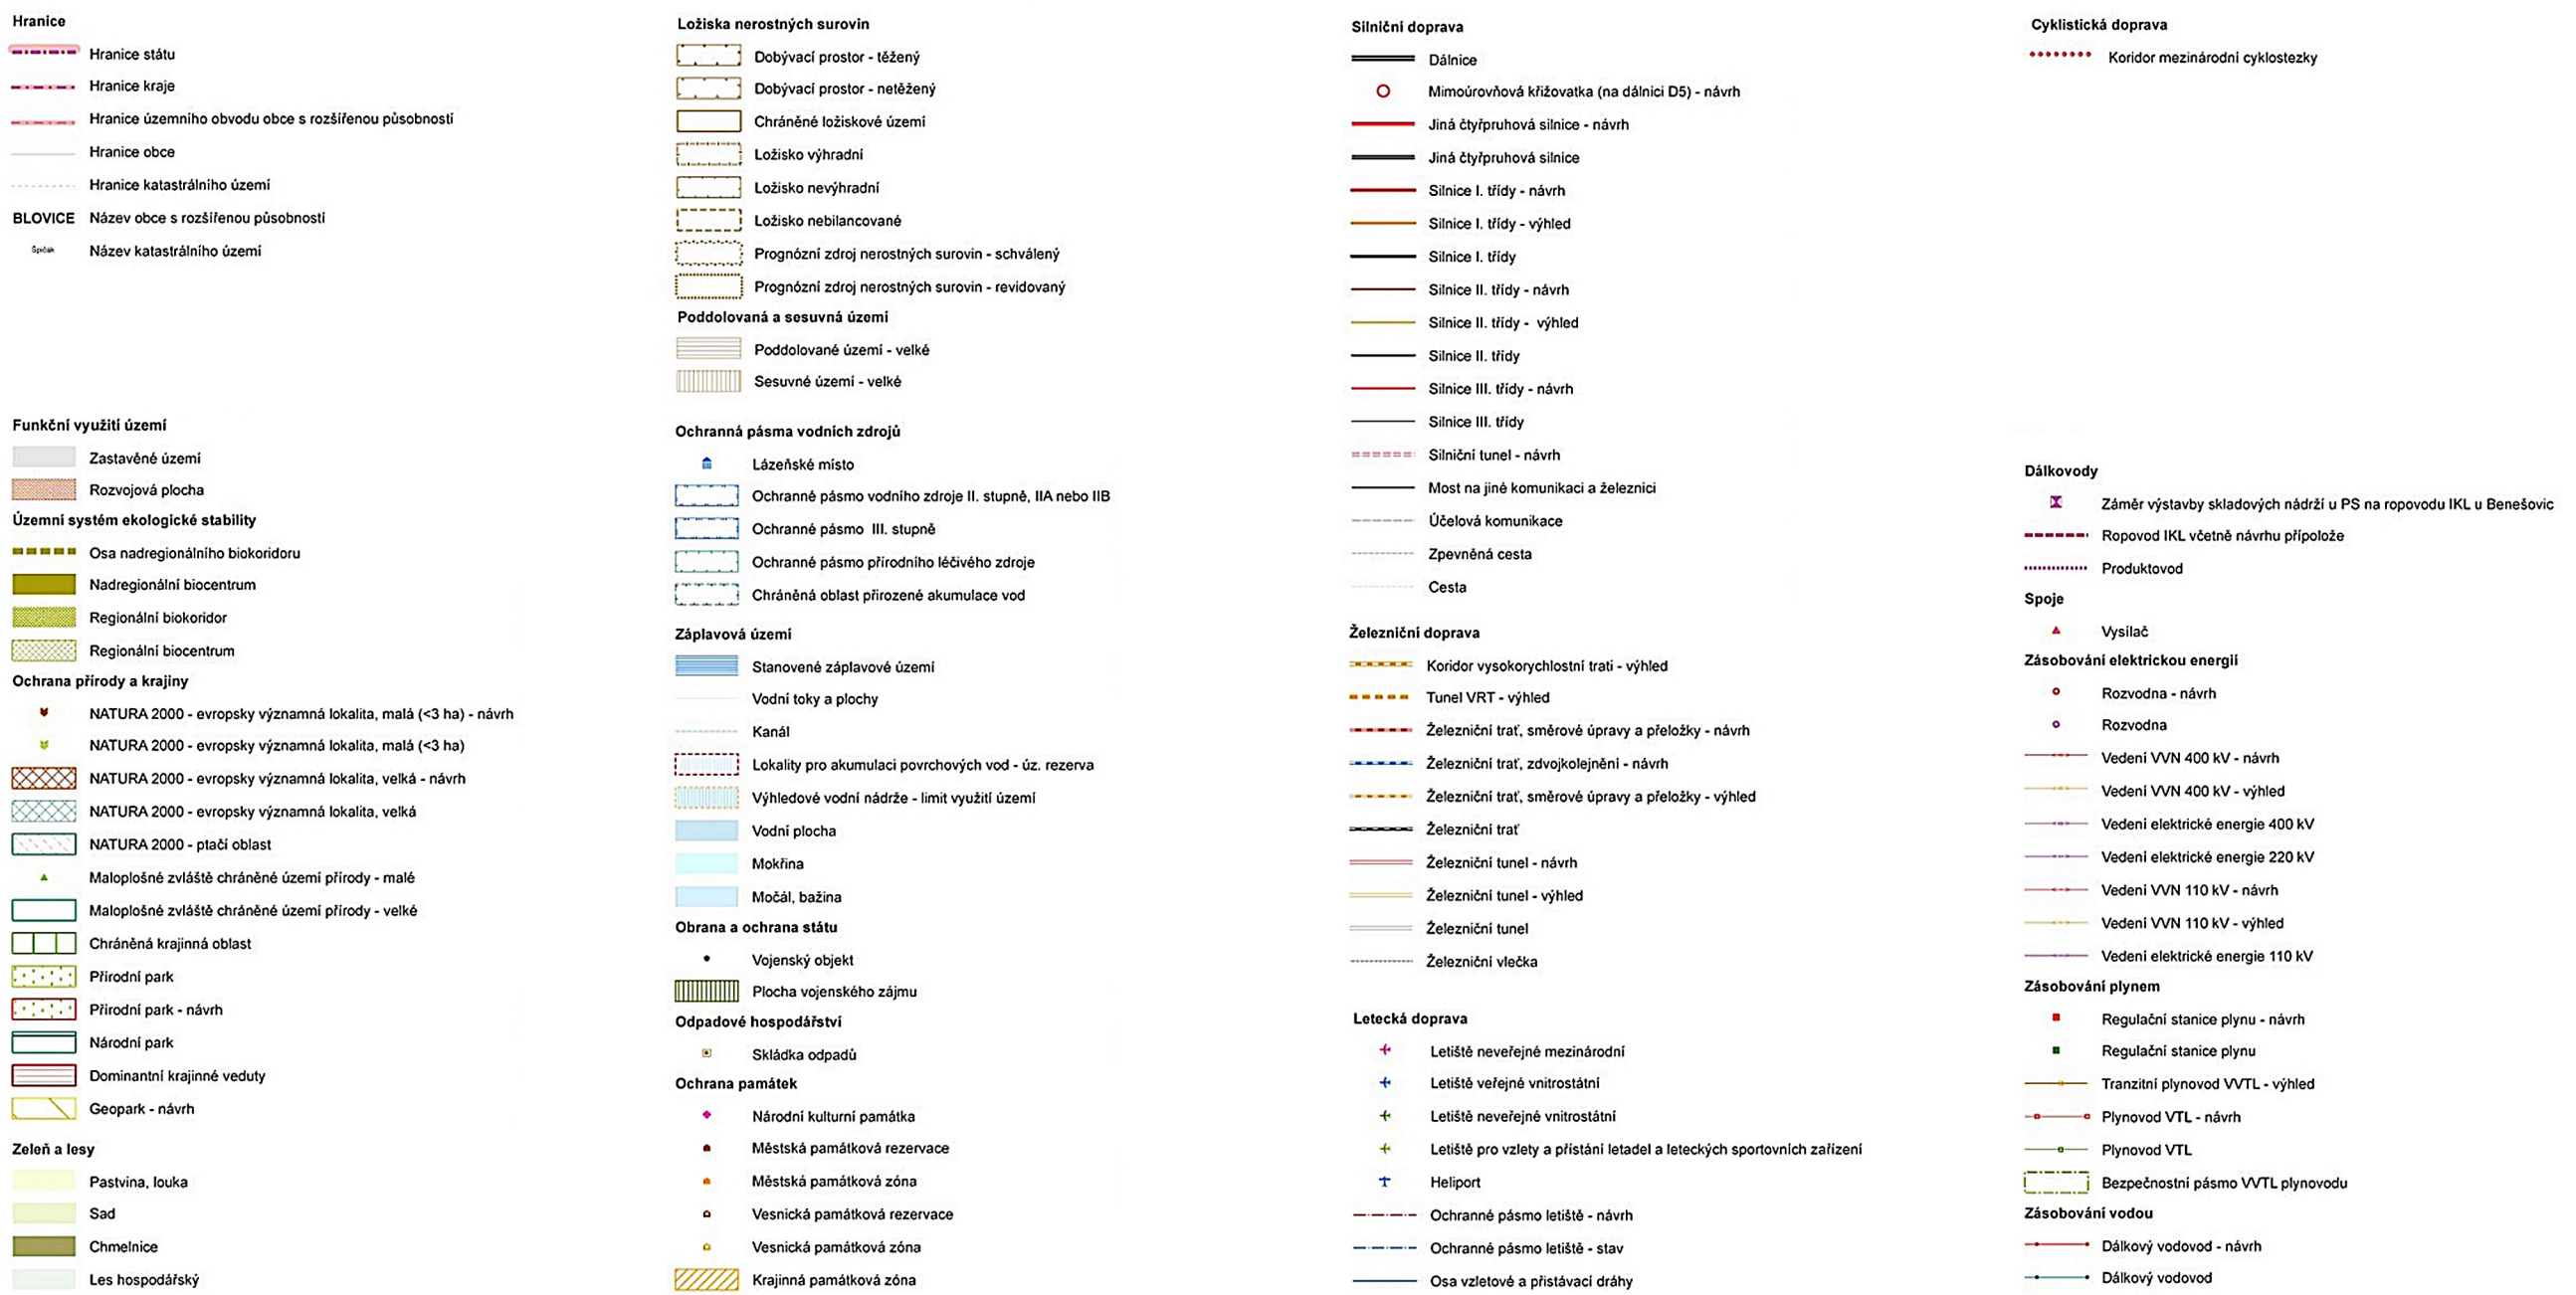 Hranice
Hranice státu
Hranice kraje
Hranice územního obvodu obce s rozšířenou působností
Hranice obce
Hranice katastrálního území
BLOVICE Název obce s rozšířenou působností
Špičák Název katastrálního území
Funkční využití území
Zastavěné území
Rozvojová plocha
Územní systém ekologické stability
Osa nadregionálního biokoridoru
Nadregionální biocentrum
Regionální biokoridor
Regionální biocentrum
Ochrana přírody a krajiny
NATURA 2000 - evropsky významná lokalita, malá (<3 ha) - návrh
NATURA 2000 - evropsky významná lokalita, malá (<3 ha)
NATURA 2000 - evropsky významná lokalita, velká - návrh
NATURA 2000 - evropsky významná lokalita, velká
NATURA 2000 - ptačí oblast
Maloplošné zvláště chráněné území přírody - malé
Maloplošné zvláště chráněné území přírody - velké
Chráněná krajinná oblast
Přírodní park
Přírodní park - návrh
Národní park
Dominantní krajinné veduty
Geopark - návrh
Zeleň a lesy
Pastvina, louka
Sad
Chmelnice
Les hospodářský
Ložiska nerostných surovin
Dobývací prostor - těžený
Dobývací prostor - netěžený
Chráněné ložiskové území
Ložisko výhradní
Ložisko nevýhradní
Ložisko nebilancované
Prognózní zdroj nerostných surovin - schválený
Prognózní zdroj nerostných surovin - revidovaný
Poddolovaná a sesuvná území
Poddolované území - velké
Sesuvné území - velké
Ochranná pásma vodních zdrojů
Lázeňské místo
Ochranné pásmo vodního zdroje II. stupně, IIA nebo IIB
Ochranné pásmo III. stupně
Ochranné pásmo přírodního léčivého zdroje
Chráněná oblast přirozené akumulace vod
Záplavová území
Stanovené záplavové území
Vodní toky a plochy
Kanál
Lokality pro akumulaci povrchových vod - úz. rezerva
Výhledové vodní nádrže - limit využití území
Vodní plocha
Mokřina
Močál, bažina
Obrana a ochrana státu
Vojenský objekt
Plocha vojenského zájmu
Odpadové hospodářství
Skládka odpadů
Ochrana památek
Národní kulturní památka
Městská památková rezervace
Městská památková zóna
Vesnická památková rezervace
Vesnická památková zóna
Krajinná památková zóna
Silniční doprava
Dálnice
Mimoúrovňová křižovatka (na dálnici D5) - návrh
Jiná čtyřpruhová silnice - návrh
Jiná čtyřpruhová silnice
Silnice I. třídy - návrh
Silnice I. třídy - výhled
Silnice I. třídy
Silnice II. třídy - návrh
Silnice II. třídy - výhled
Silnice II. třídy
Silnice III. třídy - návrh
Silnice III. třídy
Silniční tunel - návrh
Most na jiné komunikaci a železnici
Účelová komunikace
Zpevněná cesta
Cesta
Železniční doprava
Koridor vysokorychlostní trati - výhled
Tunel VRT - výhled
Železniční trať, směrové úpravy a přeložky - návrh
Železniční trať, zdvojkolejnění - návrh
Železniční trať, směrové úpravy a přeložky - výhled
Železniční trať
Železniční tunel - návrh
Železniční tunel - výhled
Železniční tunel
Železniční vlečka
Letecká doprava
Letiště neveřejné mezinárodní
Letiště veřejné vnitrostátní
Letiště neveřejné vnitrostátní
Letiště pro vzlety a přistání letadel a leteckých sportovních zařízení
Heliport
Ochranné pásmo letiště - návrh
Ochranné pásmo letiště - stav
Osa vzletové a přistávací dráhy
Cyklistická doprava
Koridor mezinárodní cyklostezky
Dálkovody
Záměr výstavby skladových nádrží u PS na ropovodu IKL u Benešovic
Ropovod IKL včetně návrhu přípolože
Produktovod
Spoje
Vysílač
Zásobování elektrickou energií
Rozvodna - návrh
Rozvodna
Vedení VVN 400 kV - návrh
Vedení VVN 400 kV - výhled
Vedení elektrické energie 400 kV
Vedení elektrické energie 220 kV
Vedení VVN 110 kV - návrh
Vedení VVN 110 kV - výhled
Vedení elektrické energie 110 kV
Zásobování plynem
Regulační stanice plynu - návrh
Regulační stanice plynu
Tranzitní plynovod VVTL - výhled
Plynovod VTL - návrh
Plynovod VTL
Bezpečnostní pásmo VVTL plynovodu
Zásobování vodou
Dálkový vodovod - návrh
Dálkový vodovod